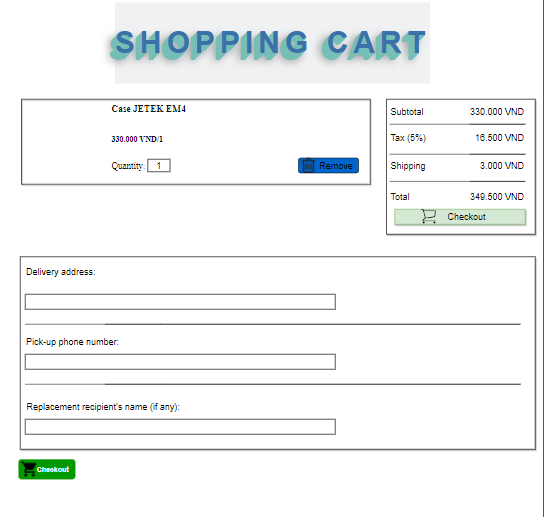 SHOPPING CART
Case JETEK EM4
330.000 VND/1
Quantity: 1
Remove
Subtotal 330.000 VND
Tax (5%) 16.500 VND
Shipping 3.000 VND
Total 349.500 VND
Checkout
Delivery address:
Pick-up phone number:
Replacement recipient's name (if any):
Checkout